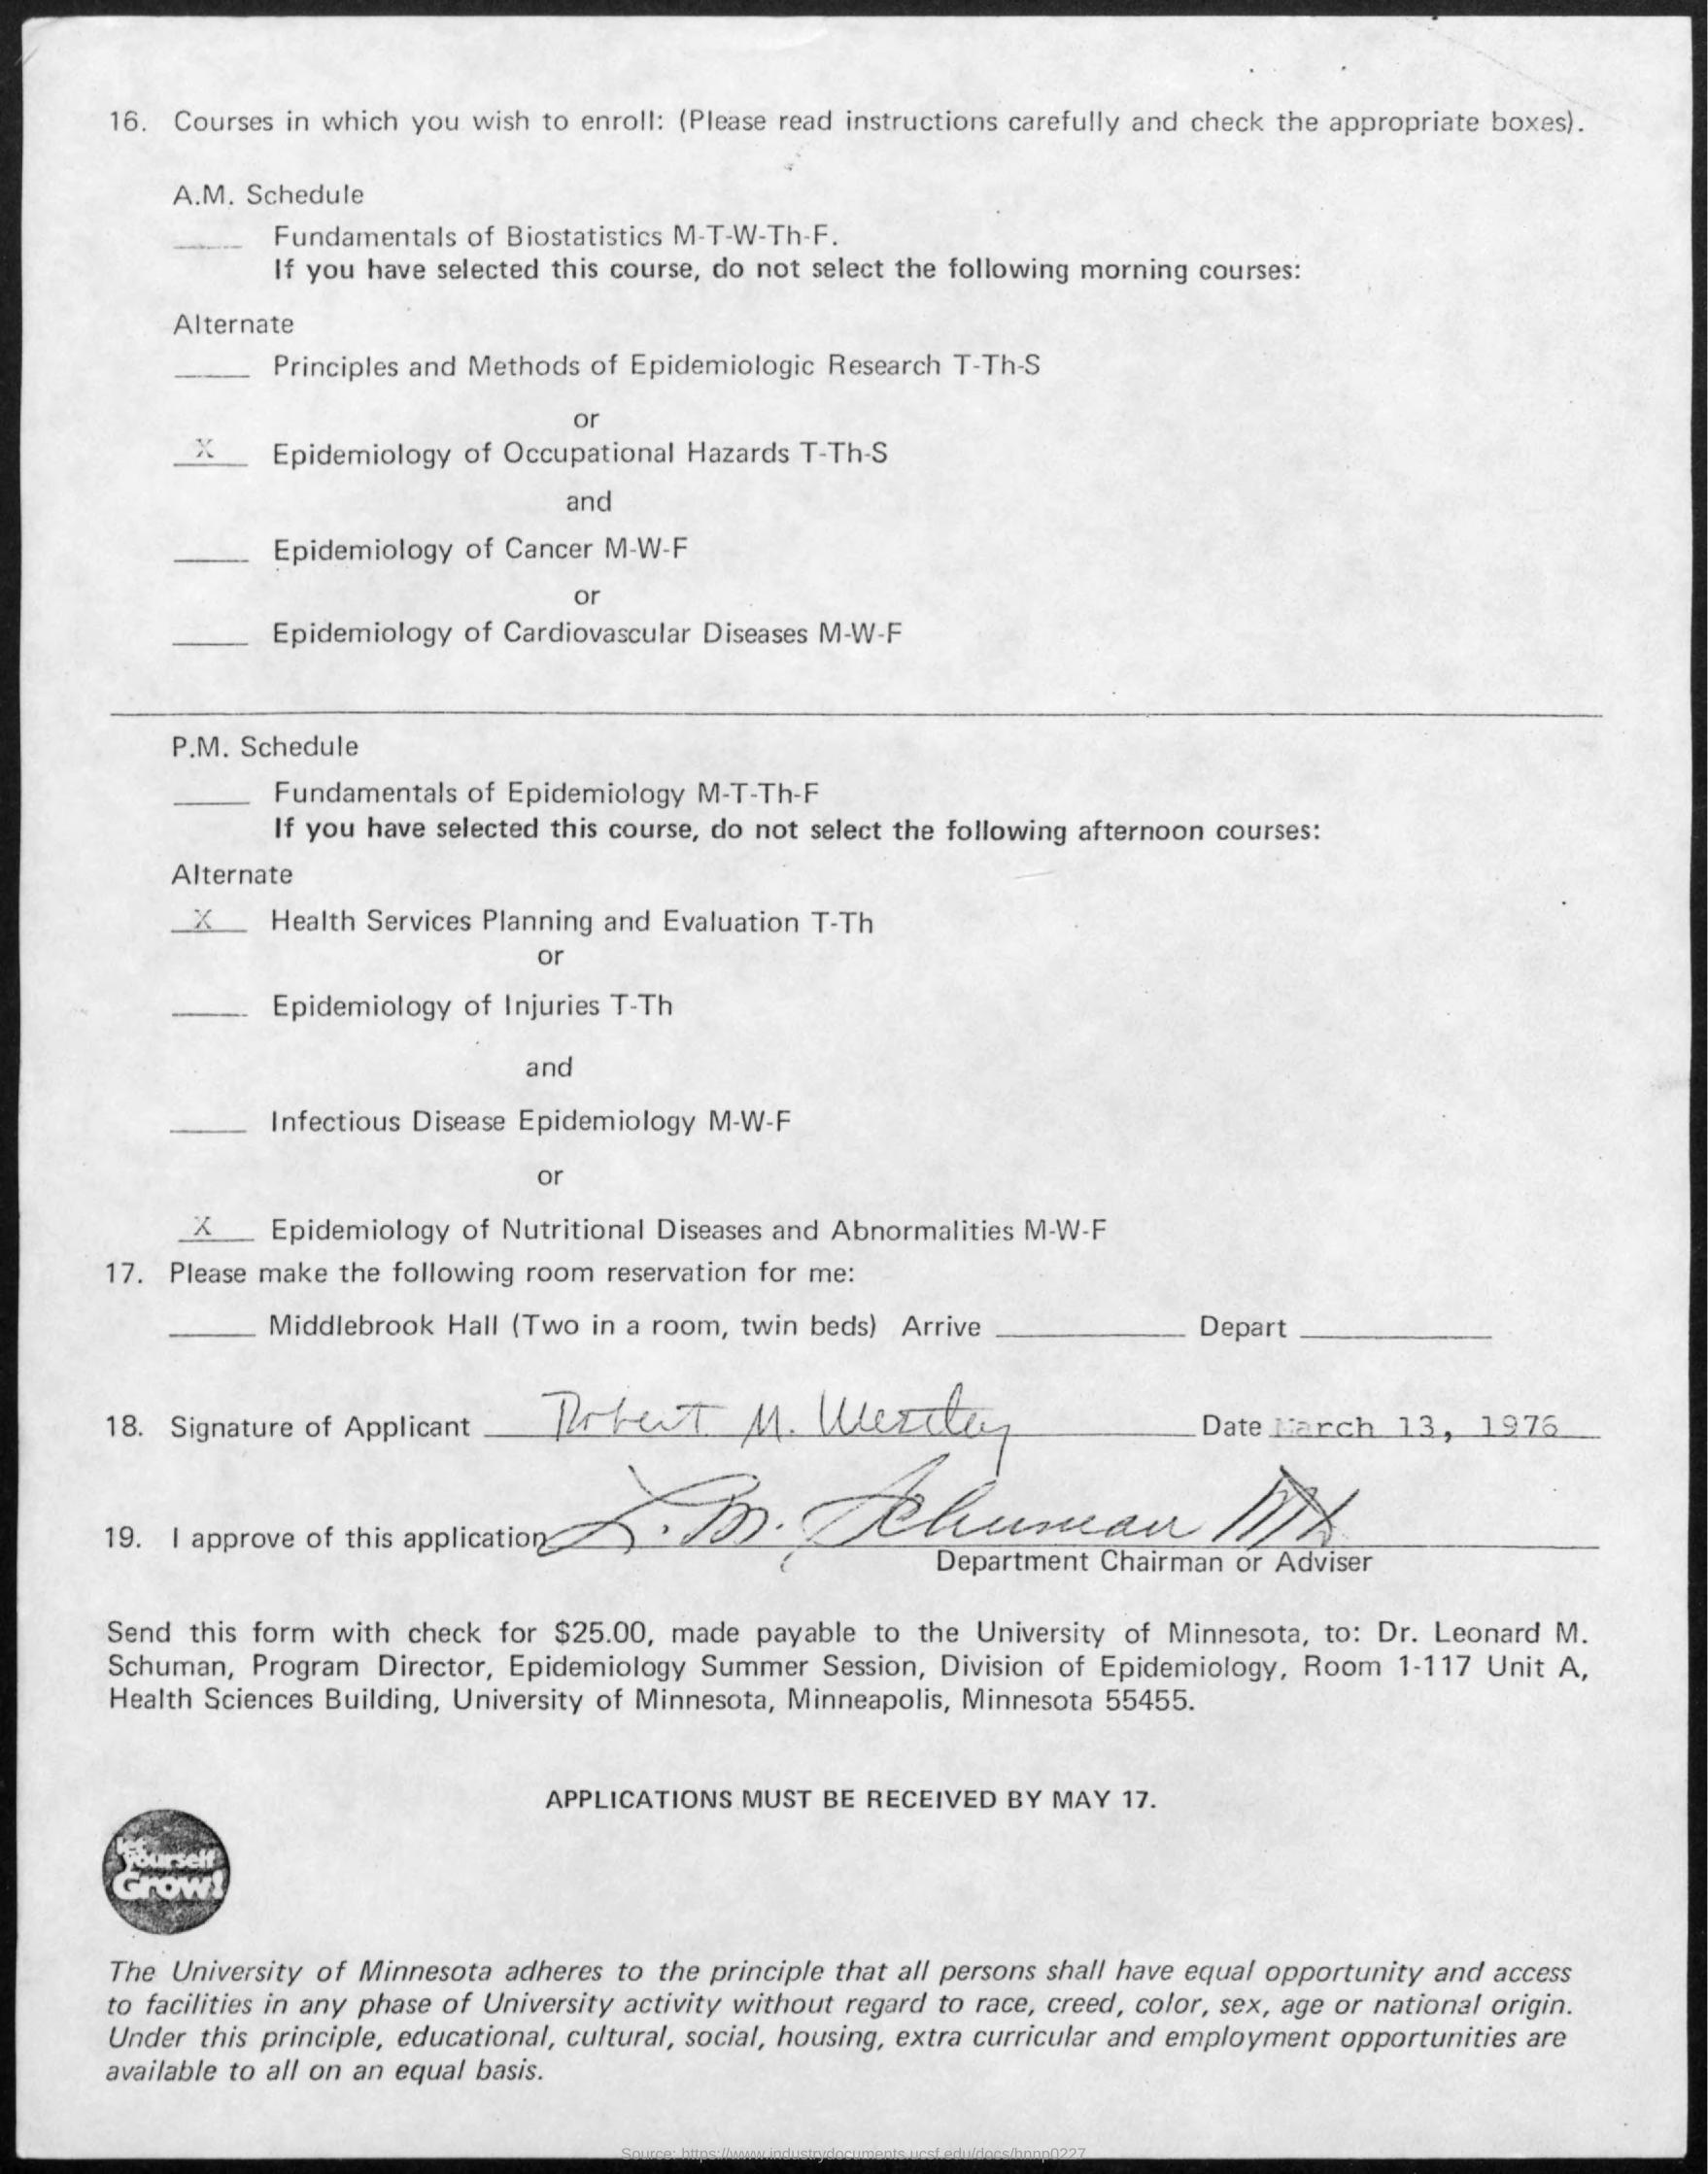 16. Courses in which you wish to enroll: (Please read instructions carefully and check the appropriate boxes).
A.M. Schedule
____ Fundamentals of Biostatistics M-T-W-Th-F.
If you have selected this course, do not select the following morning courses:
Alternate
____ Principles and Methods of Epidemiologic Research T-Th-S
or
X Epidemiology of Occupational Hazards T-Th-S
and
____ Epidemiology of Cancer M-W-F
or
____ Epidemiology of Cardiovascular Diseases M-W-F
P.M. Schedule
____ Fundamentals of Epidemiology M-T-Th-F
If you have selected this course, do not select the following afternoon courses:
Alternate
X Health Services Planning and Evaluation T-Th
or
____ Epidemiology of Injuries T-Th
and
____ Infectious Disease Epidemiology M-W-F
or
X Epidemiology of Nutritional Diseases and Abnormalities M-W-F
17. Please make the following room reservation for me:
____ Middlebrook Hall (Two in a room, twin beds) Arrive ____ Depart ____
18. Signature of Applicant Robert M. Date March 13, 1976
19. I approve of this application L. M. Schuman
Department Chairman or Adviser
Send this form with check for $25.00, made payable to the University of Minnesota, to: Dr. Leonard M.
Schuman, Program Director, Epidemiology Summer Session, Division of Epidemiology, Room 1-117 Unit A,
Health Sciences Building, University of Minnesota, Minneapolis, Minnesota 55455.
APPLICATIONS MUST BE RECEIVED BY MAY 17.
let
yourself
Grow!
The University of Minnesota adheres to the principle that all persons shall have equal opportunity and access
to facilities in any phase of University activity without regard to race, creed, color, sex, age or national origin.
Under this principle, educational, cultural, social, housing, extra curricular and employment opportunities are
available to all on an equal basis.
Source: https://www.industrydocuments.ucsf.edu/docs/hnnp0227